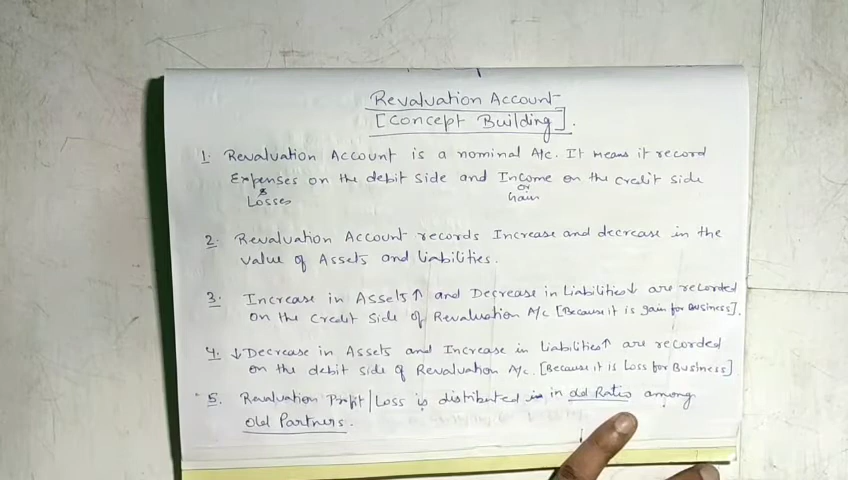 Revaluation Account
[Concept Building].
1. Revaluation Account is a nominal A/c. It means it record
Expenses on the debit side and Income on the credit side
& Losses or Gain
2. Revaluation Account records Increase and decrease in the
value of Assets and liabilities.
3. Increase in Assets↑ and Decrease in Liabilities↓ are recorded
on the Credit Side of Revaluation A/c [Because it is gain for Business].
4. ↓Decrease in Assets and Increase in Liabilities↑ are recorded
on the debit side of Revaluation A/c. [Because it is Loss for Business]
5. Revaluation Profit/Loss is distibuted in in old Ratio among
Old Partners.